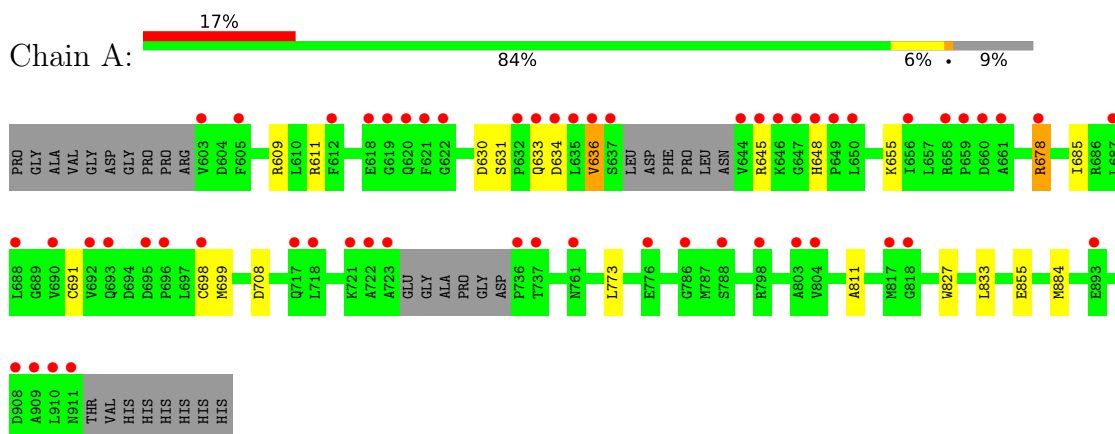 17%
Chain A:
84% 6% • 9%
PRO GLY ALA VAL GLY ASP GLY PRO PRO ARG V603 D604 F605 R609 L610 R611 F612 E618 G619 Q620 F621 G622 D630 S631 P632 Q633 D634 L635 V636 S637 LEU ASP PHE PRO LEU ASN V644 R645 K646 G647 H648 P649 L650 K655 I656 L657 R658 P659 D660 A661 R678 I685 R686 L687
L688 G689 V690 C691 V692 Q693 D694 D695 P696 L697 C698 M699 D708 Q717 L718 K721 A722 A723 GLU GLY ALA PRO GLY ASP P736 T737 N761 L773 E776 G786 M787 S788 R798 A803 V804 A811 M817 G818 W827 L833 E855 M884 E893
D908 A909 L910 N911 THR VAL HIS HIS HIS HIS HIS HIS